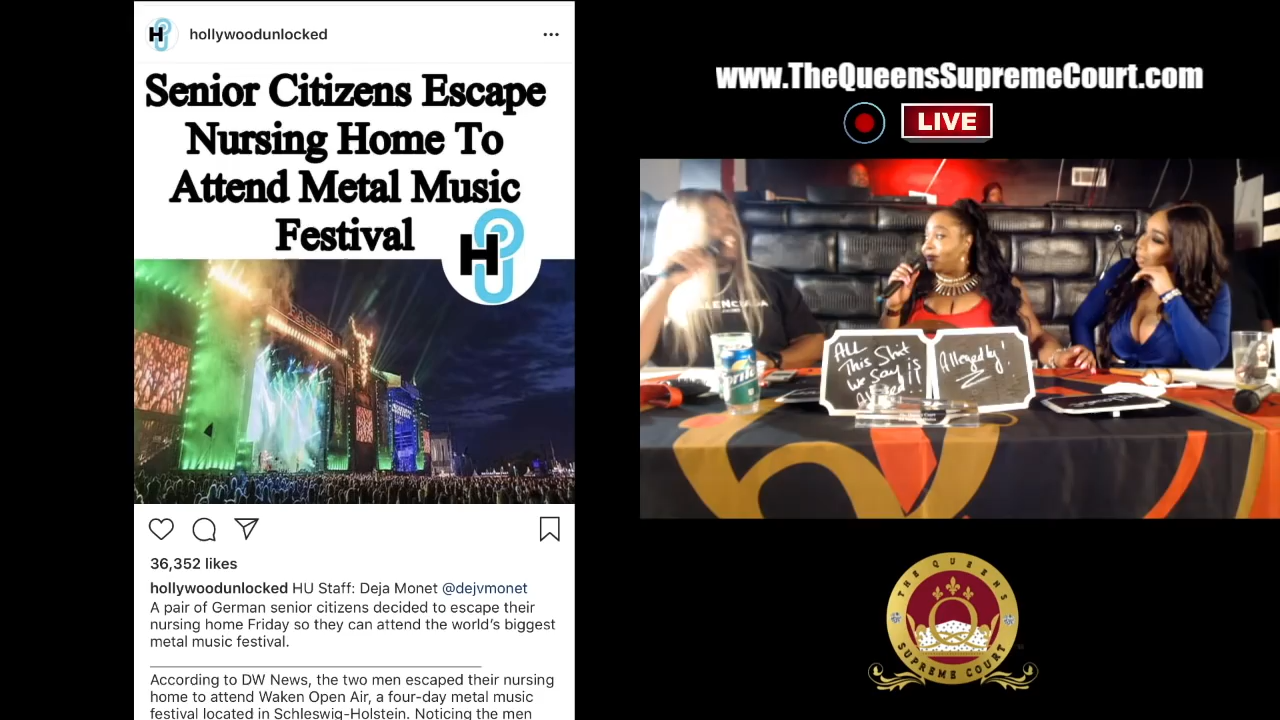 hollywoodunlocked
Senior Citizens Escape
Nursing Home To
Attend Metal Music
Festival
H
36,352 likes
hollywoodunlocked HU Staff: Deja Monet @dejvmonet
A pair of German senior citizens decided to escape their
nursing home Friday so they can attend the world's biggest
metal music festival.
According to DW News, the two men escaped their nursing
home to attend Waken Open Air, a four-day metal music
festival located in Schleswig-Holstein. Noticing the men
www.TheQueensSupremeCourt.com
LIVE
BALENCIAGA
Sprite
ALL
This Shit
We Say is
Allegedly!
THE QUEENS
SUPREME COURT